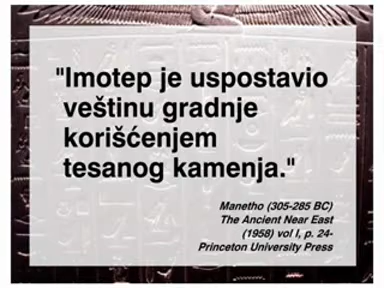 "Imotep je uspostavio
veštinu gradnje
korišćenjem
tesanog kamenja."
Manetho (305-285 BC)
The Ancient Near East
(1958) vol I, p. 24-
Princeton University Press